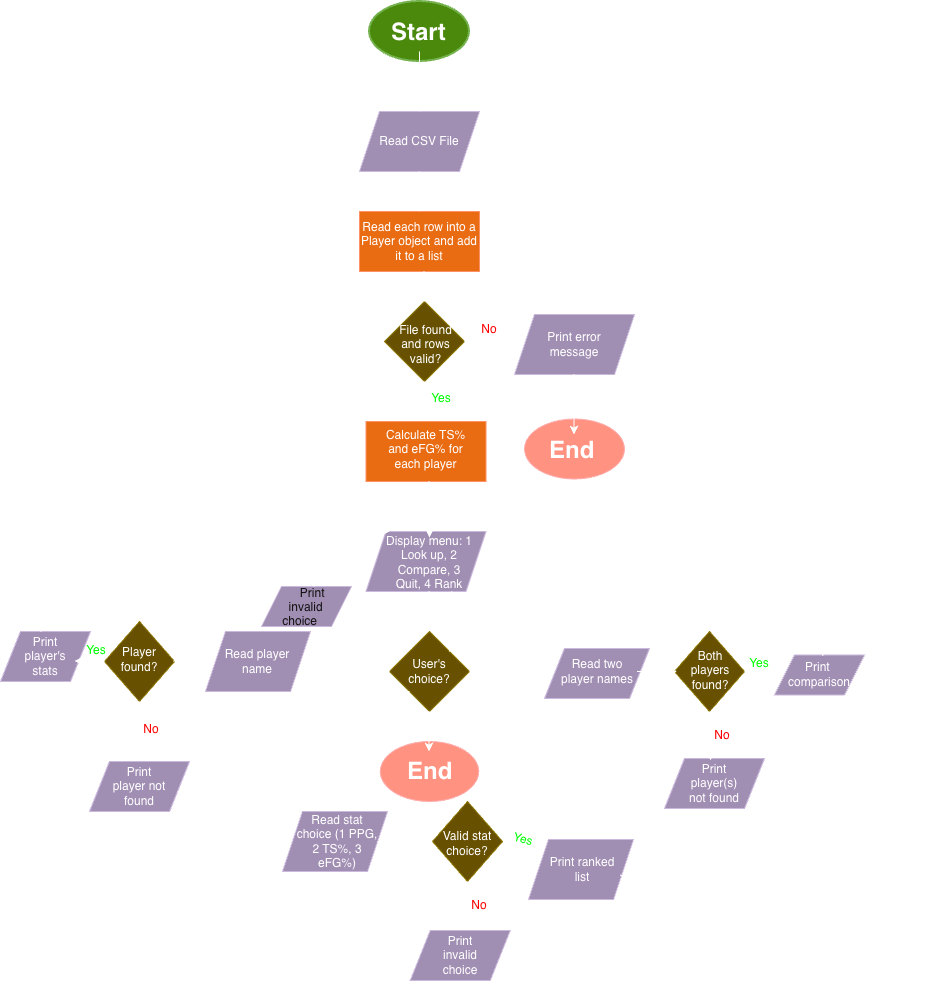 Start
Read CSV File
Read each row into a
Player object and add
it to a list
File found
and rows
valid?
No
Print error
message
Yes
Calculate TS%
and eFG% for
each player
End
Display menu: 1
Look up, 2
Compare, 3
Quit, 4 Rank
Print
invalid
choice
Print
player's
stats
Yes
Player
found?
Read player
name
User's
choice?
Read two
player names
Both
players
found?
Yes
Print
comparison
No
No
Print
player not
found
End
Print
player(s)
not found
Read stat
choice (1 PPG,
2 TS%, 3
eFG%)
Valid stat
choice?
Yes
Print ranked
list
No
Print
invalid
choice